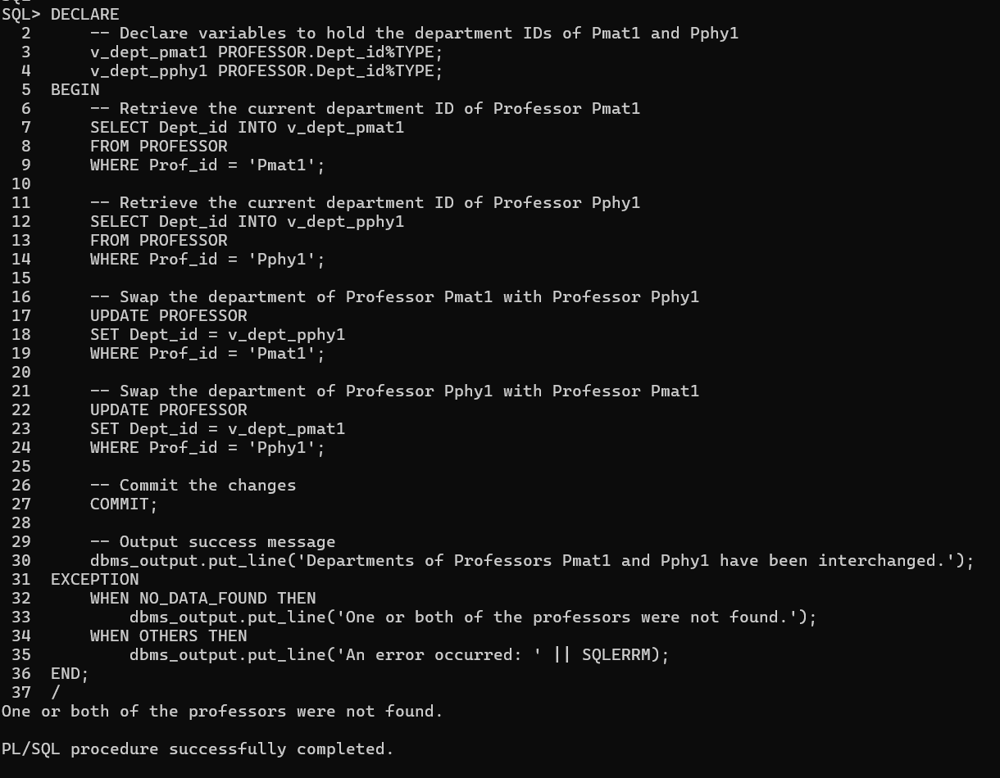 SQL> DECLARE
  2      -- Declare variables to hold the department IDs of Pmat1 and Pphy1
  3      v_dept_pmat1 PROFESSOR.Dept_id%TYPE;
  4      v_dept_pphy1 PROFESSOR.Dept_id%TYPE;
  5  BEGIN
  6      -- Retrieve the current department ID of Professor Pmat1
  7      SELECT Dept_id INTO v_dept_pmat1
  8      FROM PROFESSOR
  9      WHERE Prof_id = 'Pmat1';
 10
 11      -- Retrieve the current department ID of Professor Pphy1
 12      SELECT Dept_id INTO v_dept_pphy1
 13      FROM PROFESSOR
 14      WHERE Prof_id = 'Pphy1';
 15
 16      -- Swap the department of Professor Pmat1 with Professor Pphy1
 17      UPDATE PROFESSOR
 18      SET Dept_id = v_dept_pphy1
 19      WHERE Prof_id = 'Pmat1';
 20
 21      -- Swap the department of Professor Pphy1 with Professor Pmat1
 22      UPDATE PROFESSOR
 23      SET Dept_id = v_dept_pmat1
 24      WHERE Prof_id = 'Pphy1';
 25
 26      -- Commit the changes
 27      COMMIT;
 28
 29      -- Output success message
 30      dbms_output.put_line('Departments of Professors Pmat1 and Pphy1 have been interchanged.');
 31  EXCEPTION
 32      WHEN NO_DATA_FOUND THEN
 33          dbms_output.put_line('One or both of the professors were not found.');
 34      WHEN OTHERS THEN
 35          dbms_output.put_line('An error occurred: ' || SQLERRM);
 36  END;
 37  /
One or both of the professors were not found.

PL/SQL procedure successfully completed.